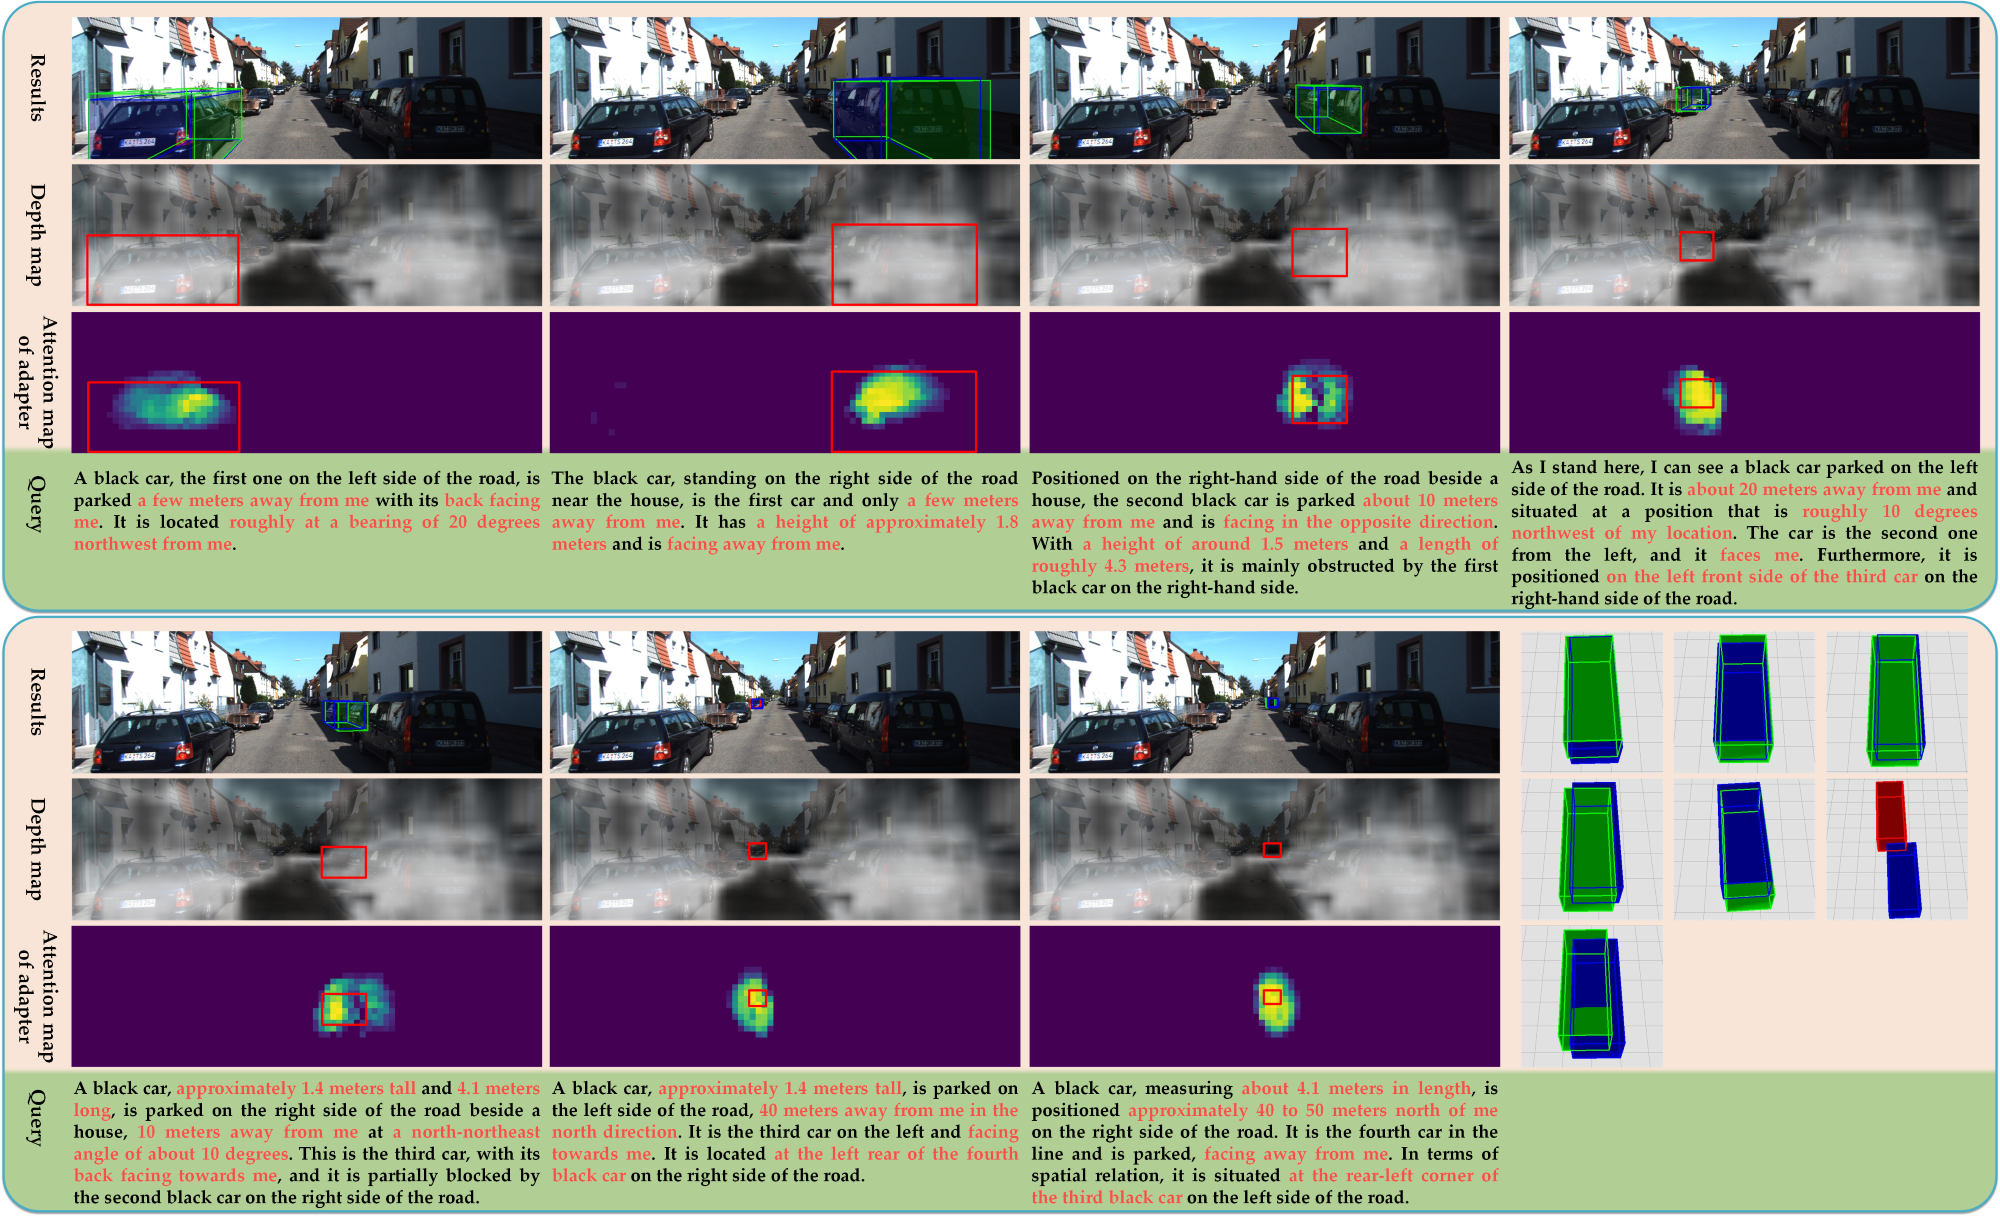 Results
Depth map
Attention map
of adapter
Query
KA TS 264
A black car, the first one on the left side of the road, is
parked a few meters away from me with its back facing
me. It is located roughly at a bearing of 20 degrees
northwest from me.
The black car, standing on the right side of the road
near the house, is the first car and only a few meters
away from me. It has a height of approximately 1.8
meters and is facing away from me.
Positioned on the right-hand side of the road beside a
house, the second black car is parked about 10 meters
away from me and is facing in the opposite direction.
With a height of around 1.5 meters and a length of
roughly 4.3 meters, it is mainly obstructed by the first
black car on the right-hand side.
As I stand here, I can see a black car parked on the left
side of the road. It is about 20 meters away from me and
situated at a position that is roughly 10 degrees
northwest of my location. The car is the second one
from the left, and it faces me. Furthermore, it is
positioned on the left front side of the third car on the
right-hand side of the road.
Results
Depth map
Attention map
of adapter
Query
A black car, approximately 1.4 meters tall and 4.1 meters
long, is parked on the right side of the road beside a
house, 10 meters away from me at a north-northeast
angle of about 10 degrees. This is the third car, with its
back facing towards me, and it is partially blocked by
the second black car on the right side of the road.
A black car, approximately 1.4 meters tall, is parked on
the left side of the road, 40 meters away from me in the
north direction. It is the third car on the left and facing
towards me. It is located at the left rear of the fourth
black car on the right side of the road.
A black car, measuring about 4.1 meters in length, is
positioned approximately 40 to 50 meters north of me
on the right side of the road. It is the fourth car in the
line and is parked, facing away from me. In terms of
spatial relation, it is situated at the rear-left corner of
the third black car on the left side of the road.